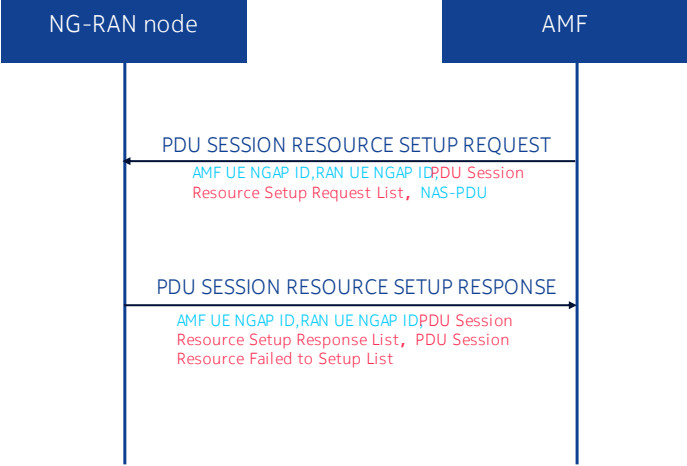 NG-RAN node
AMF
PDU SESSION RESOURCE SETUP REQUEST
AMF UE NGAP ID,RAN UE NGAP ID,PDU Session
Resource Setup Request List，NAS-PDU
PDU SESSION RESOURCE SETUP RESPONSE
AMF UE NGAP ID,RAN UE NGAP ID,PDU Session
Resource Setup Response List，PDU Session
Resource Failed to Setup List